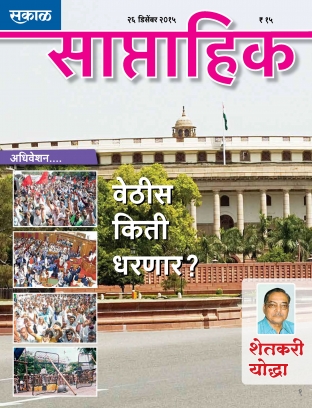 सकाळ
२६ डिसेंबर २०१५
₹ १५
साप्ताहिक
अधिवेशन....
वेठीस
किती
धरणार?
शेतकरी
योद्धा